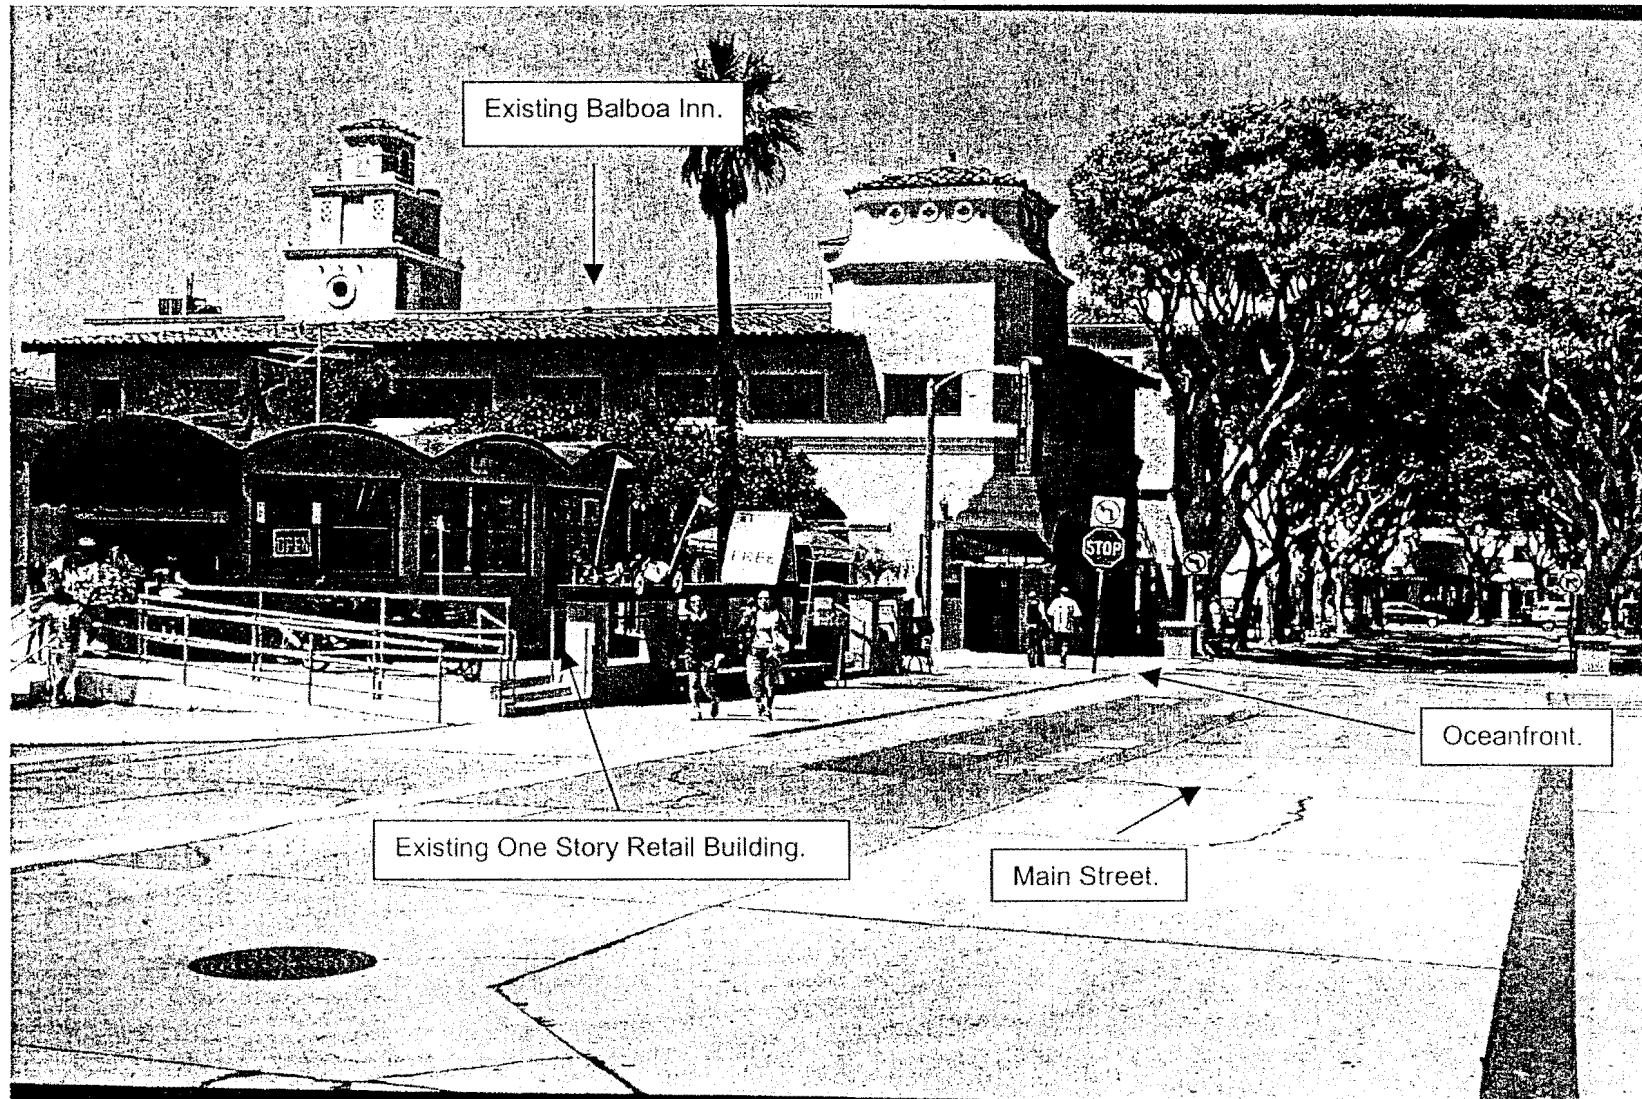 Existing Balboa Inn.
OPEN
FREE
STOP
Oceanfront.
Existing One Story Retail Building.
Main Street.